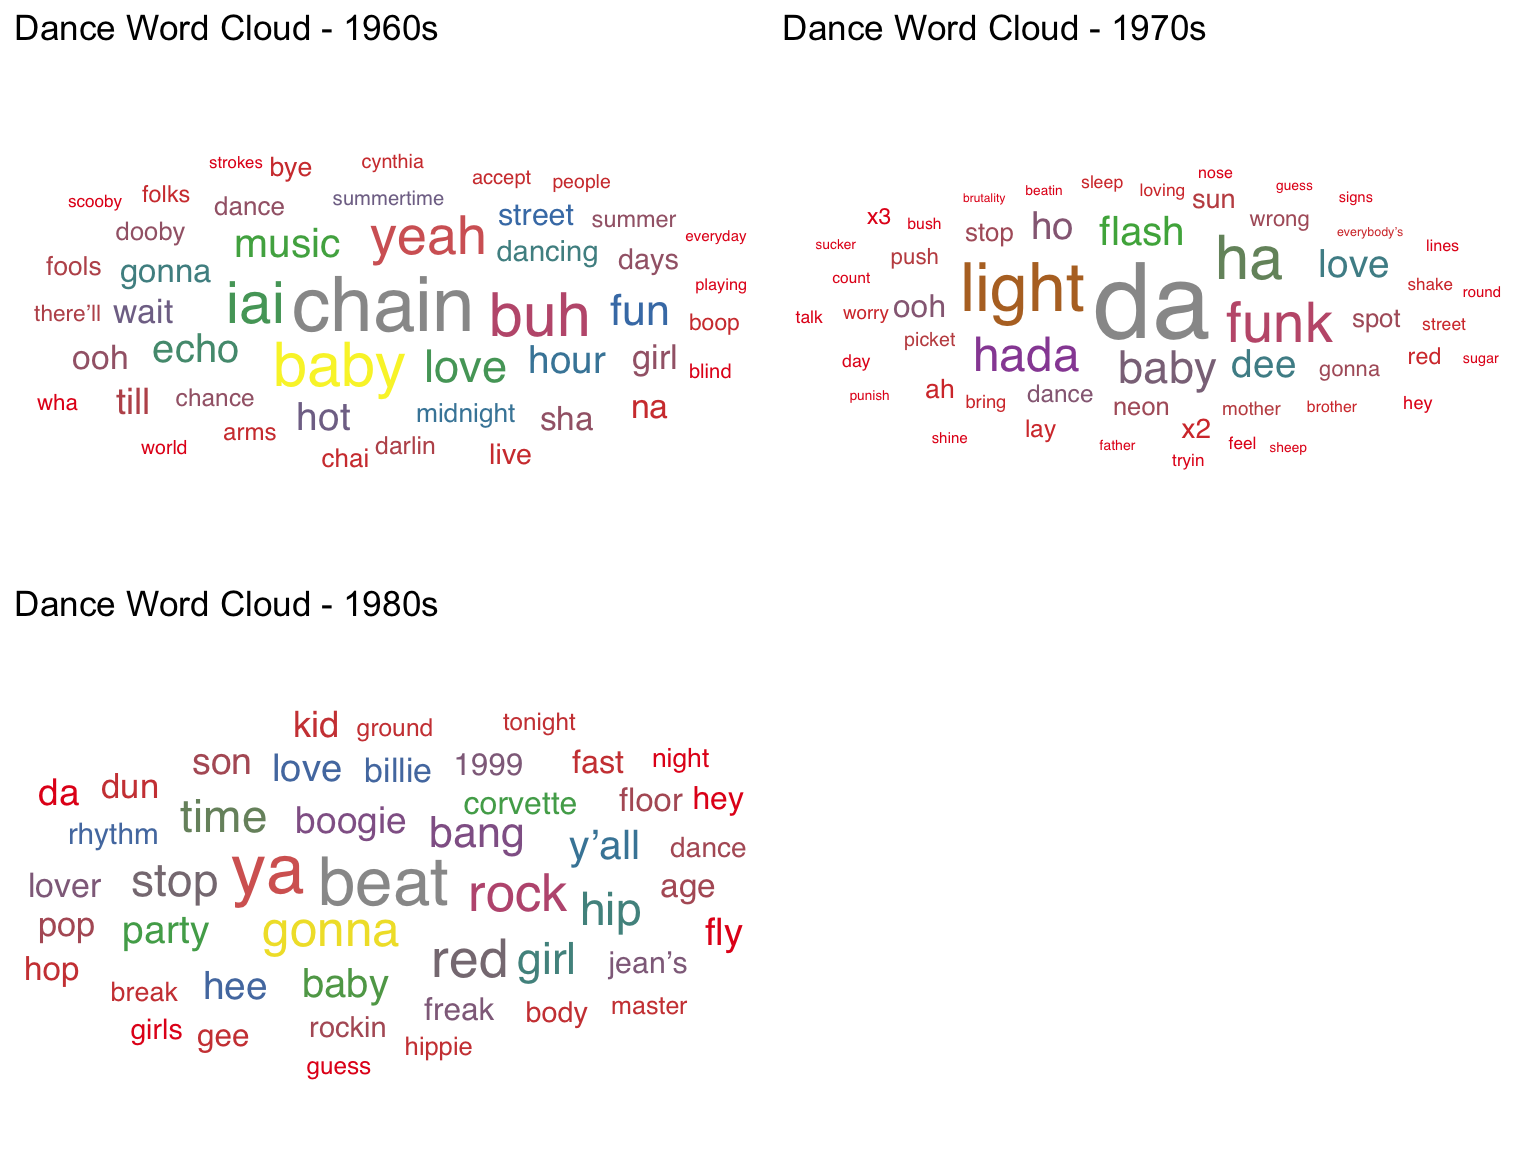 Dance Word Cloud - 1960s
strokes bye cynthia
accept people
scooby folks dance summertime
street summer
dooby music yeah dancing everyday
fools gonna days
playing
there’ll wait iai chain buh fun boop
ooh echo baby love hour girl blind
wha till chance hot midnight sha na
world arms chai darlin live
Dance Word Cloud - 1970s
nose
brutality beatin sleep loving sun guess signs
x3 bush stop ho flash wrong everybody’s
sucker push ha love lines
count light da shake round
talk worry ooh funk spot street
picket hada baby dee gonna red sugar
day
punish ah bring dance neon mother brother hey
shine lay father x2 feel sheep
tryin
Dance Word Cloud - 1980s
kid ground tonight
son love billie 1999 fast night
da dun corvette floor hey
rhythm time boogie bang y’all dance
lover stop ya beat rock hip age
pop party gonna fly
hop red girl jean’s
break hee baby freak body master
girls gee rockin hippie
guess